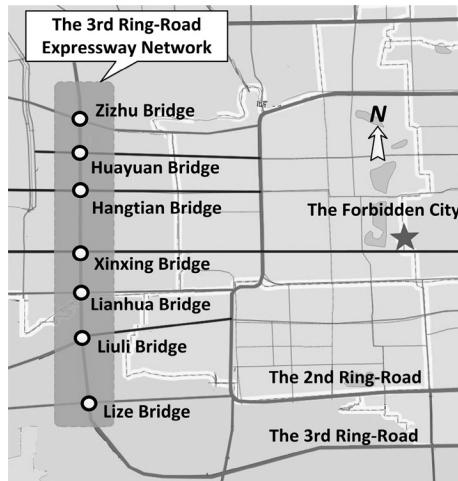 The 3rd Ring-Road
Expressway Network
Zizhu Bridge
N
Huayuan Bridge
Hangtian Bridge
The Forbidden City
Xinxing Bridge
Lianhua Bridge
Liuli Bridge
The 2nd Ring-Road
Lize Bridge
The 3rd Ring-Road